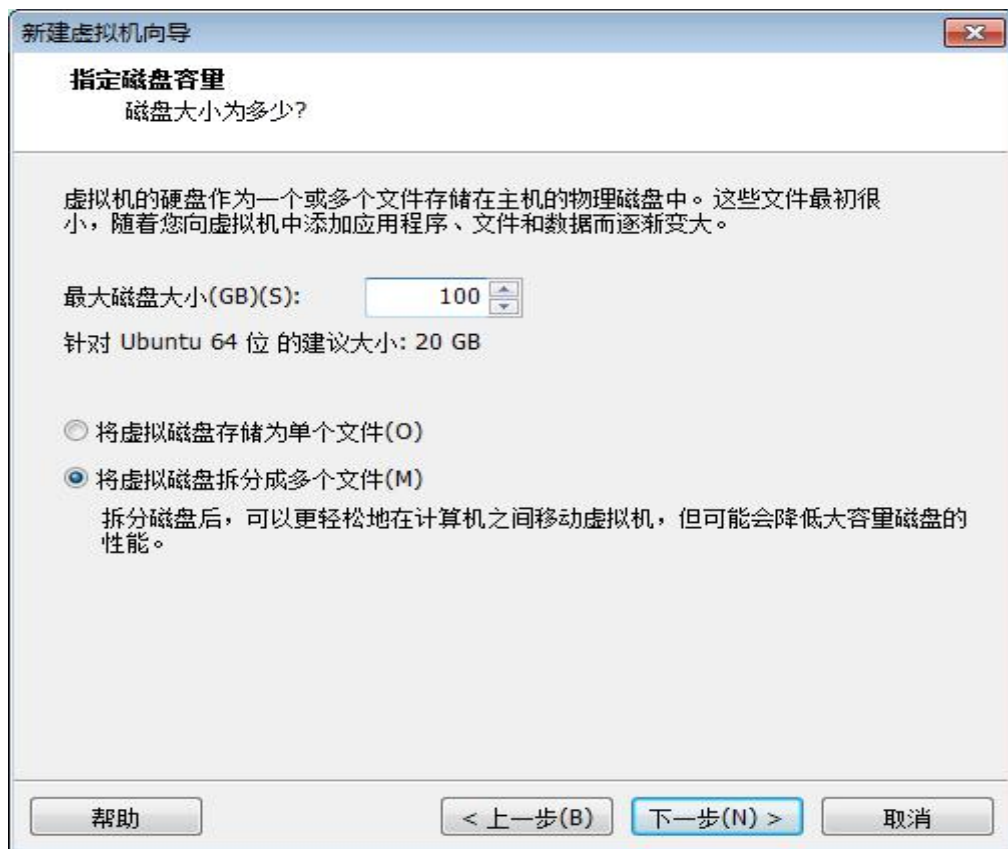 新建虚拟机向导
指定磁盘容量
磁盘大小为多少?
虚拟机的硬盘作为一个或多个文件存储在主机的物理磁盘中。这些文件最初很
小，随着您向虚拟机中添加应用程序、文件和数据而逐渐变大。
最大磁盘大小(GB)(S): 100
针对 Ubuntu 64 位 的建议大小: 20 GB
将虚拟磁盘存储为单个文件(O)
将虚拟磁盘拆分成多个文件(M)
拆分磁盘后，可以更轻松地在计算机之间移动虚拟机，但可能会降低大容量磁盘的
性能。
帮助 < 上一步(B) 下一步(N) > 取消